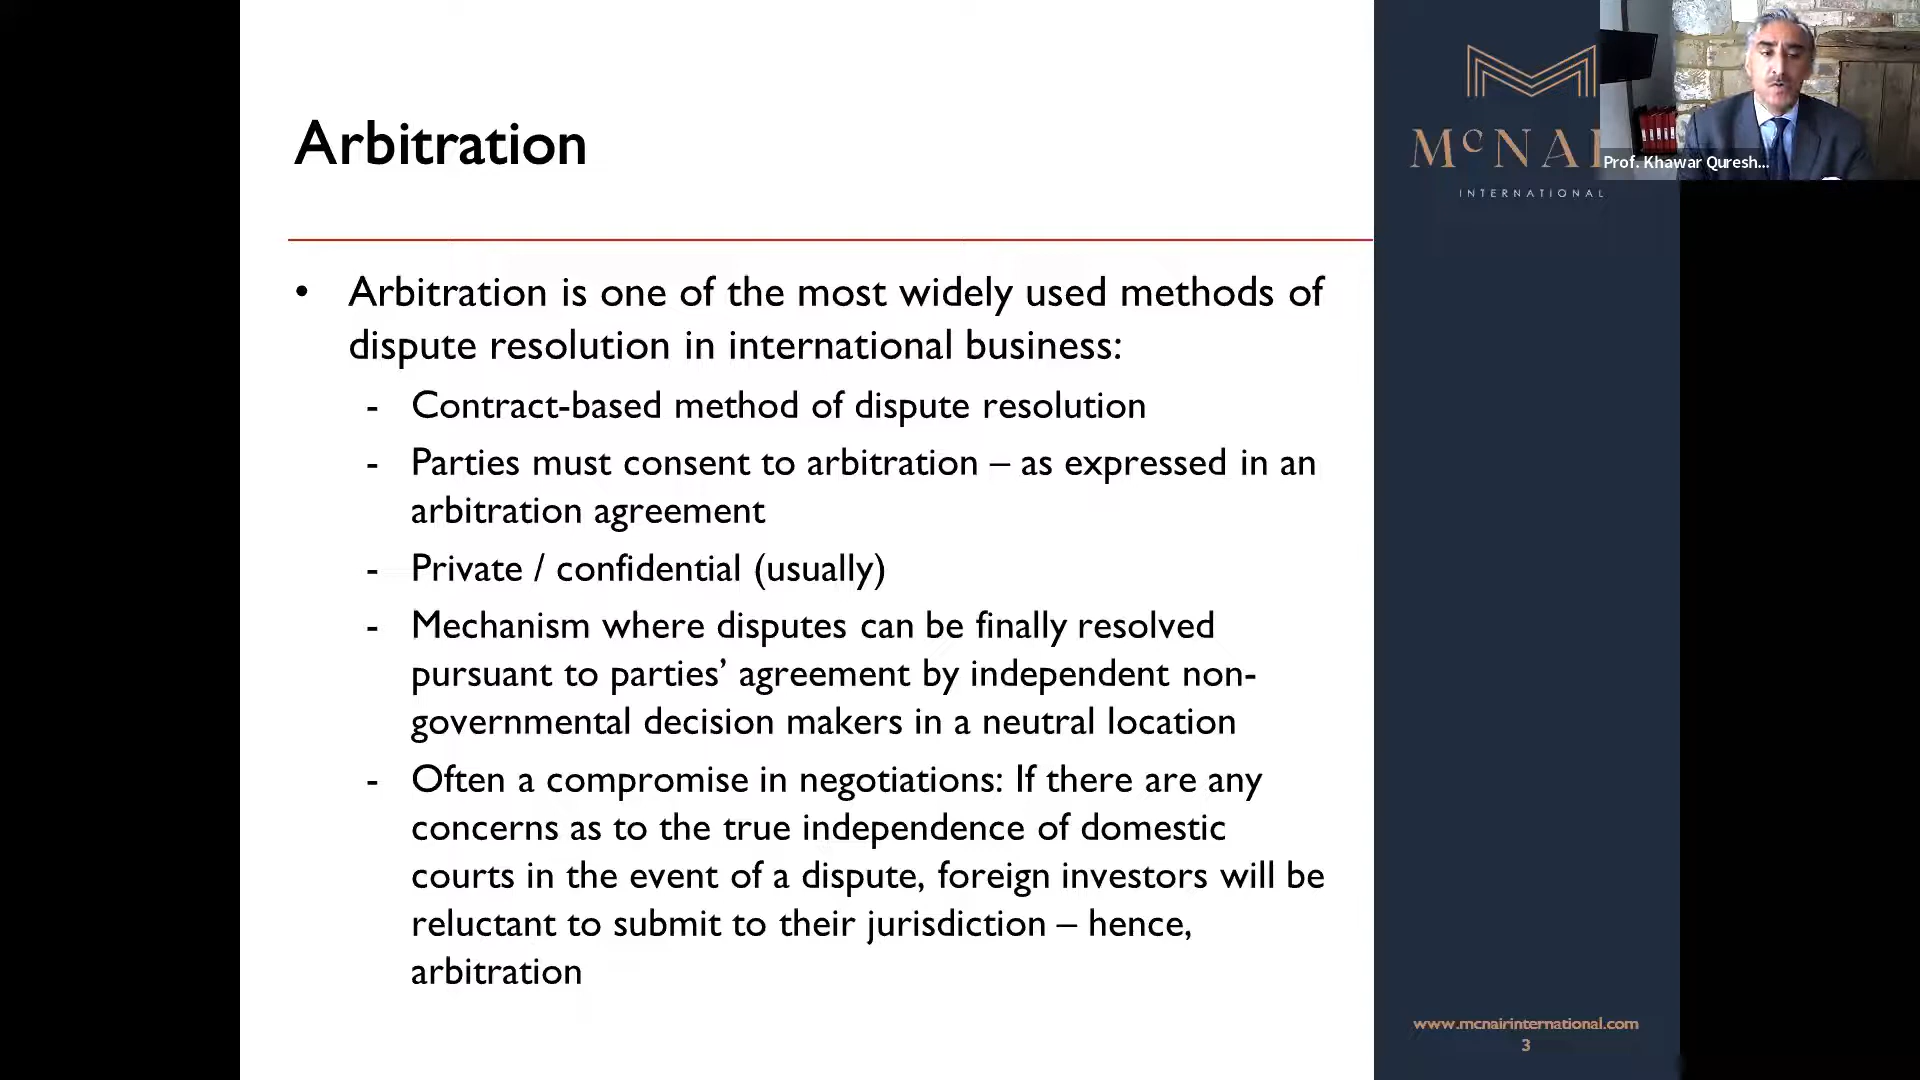 Arbitration
• Arbitration is one of the most widely used methods of
dispute resolution in international business:
- Contract-based method of dispute resolution
- Parties must consent to arbitration – as expressed in an
arbitration agreement
- Private / confidential (usually)
- Mechanism where disputes can be finally resolved
pursuant to parties’ agreement by independent non-
governmental decision makers in a neutral location
- Often a compromise in negotiations: If there are any
concerns as to the true independence of domestic
courts in the event of a dispute, foreign investors will be
reluctant to submit to their jurisdiction – hence,
arbitration
McNAI
INTERNATIONAL
Prof. Khawar Quresh...
www.mcnairinternational.com
3